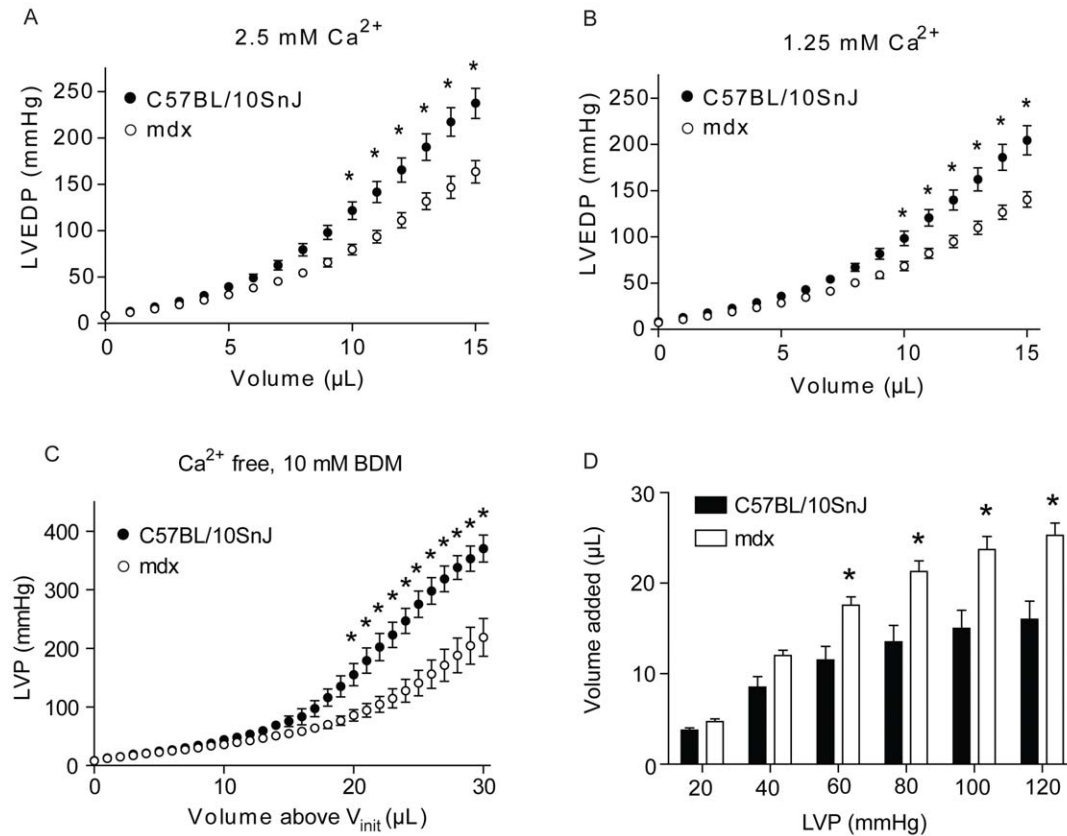 A
2.5 mM Ca²⁺
C57BL/10SnJ
mdx
* * * * * *
LVEDP (mmHg)
250
200
150
100
50
0
0 5 10 15
Volume (µL)
B
1.25 mM Ca²⁺
C57BL/10SnJ
mdx
* * * * * *
LVEDP (mmHg)
250
200
150
100
50
0
0 5 10 15
Volume (µL)
C
Ca²⁺ free, 10 mM BDM
C57BL/10SnJ
mdx
* * * * * * * * * * *
LVP (mmHg)
400
300
200
100
0
0 10 20 30
Volume above V_init (µL)
D
C57BL/10SnJ
mdx
* * * *
Volume added (µL)
30
20
10
0
20 40 60 80 100 120
LVP (mmHg)